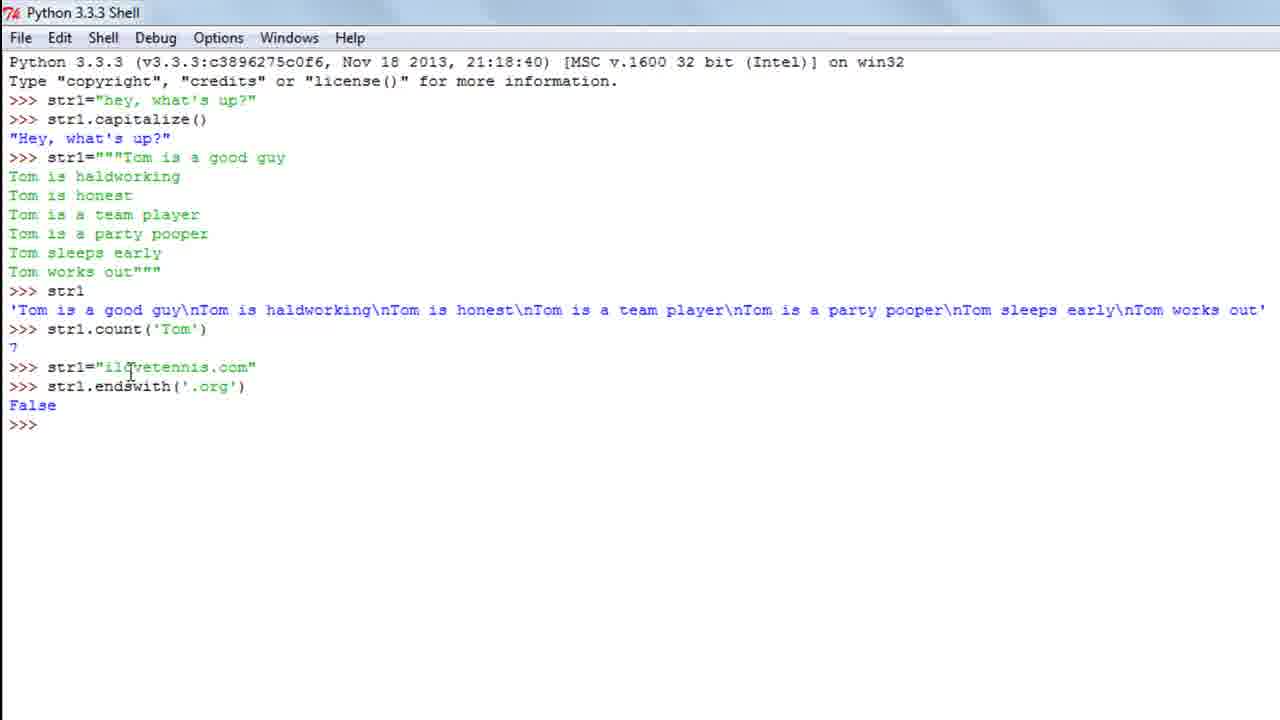 Python 3.3.3 Shell
File Edit Shell Debug Options Windows Help
Python 3.3.3 (v3.3.3:c3896275c0f6, Nov 18 2013, 21:18:40) [MSC v.1600 32 bit (Intel)] on win32
Type "copyright", "credits" or "license()" for more information.
>>> str1="hey, what's up?"
>>> str1.capitalize()
"Hey, what's up?"
>>> str1="""Tom is a good guy
Tom is haldworking
Tom is honest
Tom is a team player
Tom is a party pooper
Tom sleeps early
Tom works out"""
>>> str1
'Tom is a good guy\nTom is haldworking\nTom is honest\nTom is a team player\nTom is a party pooper\nTom sleeps early\nTom works out'
>>> str1.count('Tom')
7
>>> str1="ilovetennis.com"
>>> str1.endswith('.org')
False
>>>